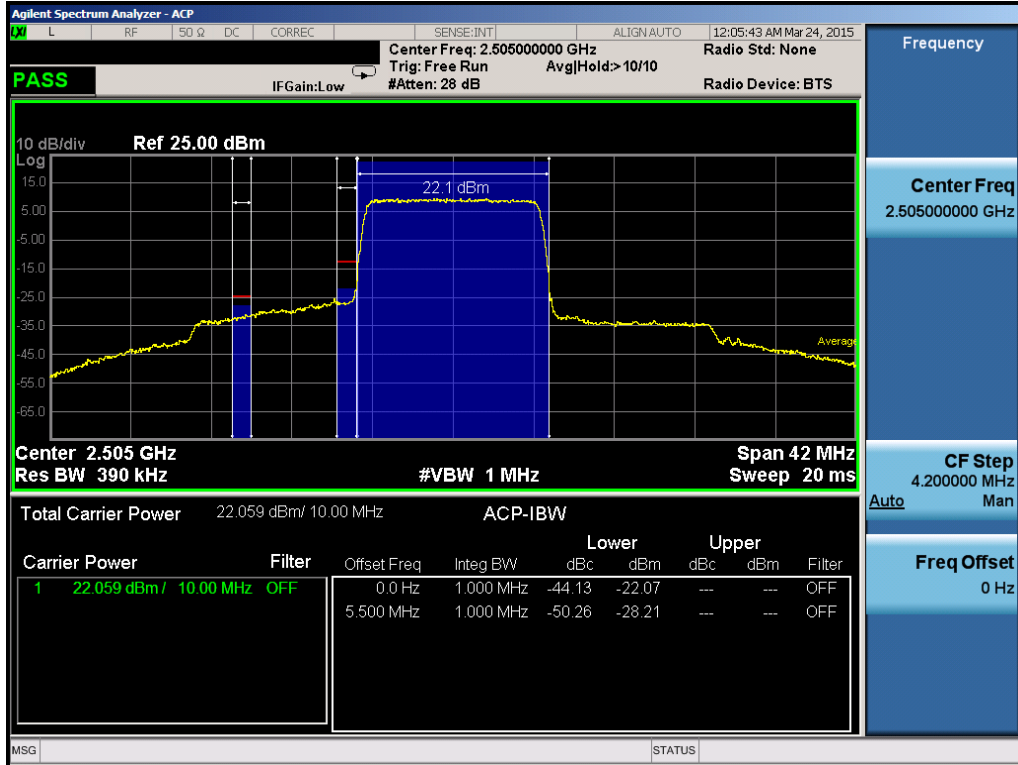 Agilent Spectrum Analyzer - ACP
LXI L RF 50 Ω DC CORREC SENSE:INT ALIGN AUTO 12:05:43 AM Mar 24, 2015
Center Freq: 2.505000000 GHz Radio Std: None
Trig: Free Run Avg|Hold:> 10/10
PASS IFGain:Low #Atten: 28 dB Radio Device: BTS
10 dB/div Ref 25.00 dBm
Log
15.0
22.1 dBm
5.00
-5.00
-15.0
-25.0
-35.0
Average
-45.0
-55.0
-65.0
Center 2.505 GHz Span 42 MHz
Res BW 390 kHz #VBW 1 MHz Sweep 20 ms
Total Carrier Power 22.059 dBm/ 10.00 MHz ACP-IBW
Lower Upper
Carrier Power Filter Offset Freq Integ BW dBc dBm dBc dBm Filter
1 22.059 dBm / 10.00 MHz OFF 0.0 Hz 1.000 MHz -44.13 -22.07 --- --- OFF
5.500 MHz 1.000 MHz -50.26 -28.21 --- --- OFF
MSG STATUS
Frequency
Center Freq
2.505000000 GHz
CF Step
4.200000 MHz
Auto Man
Freq Offset
0 Hz